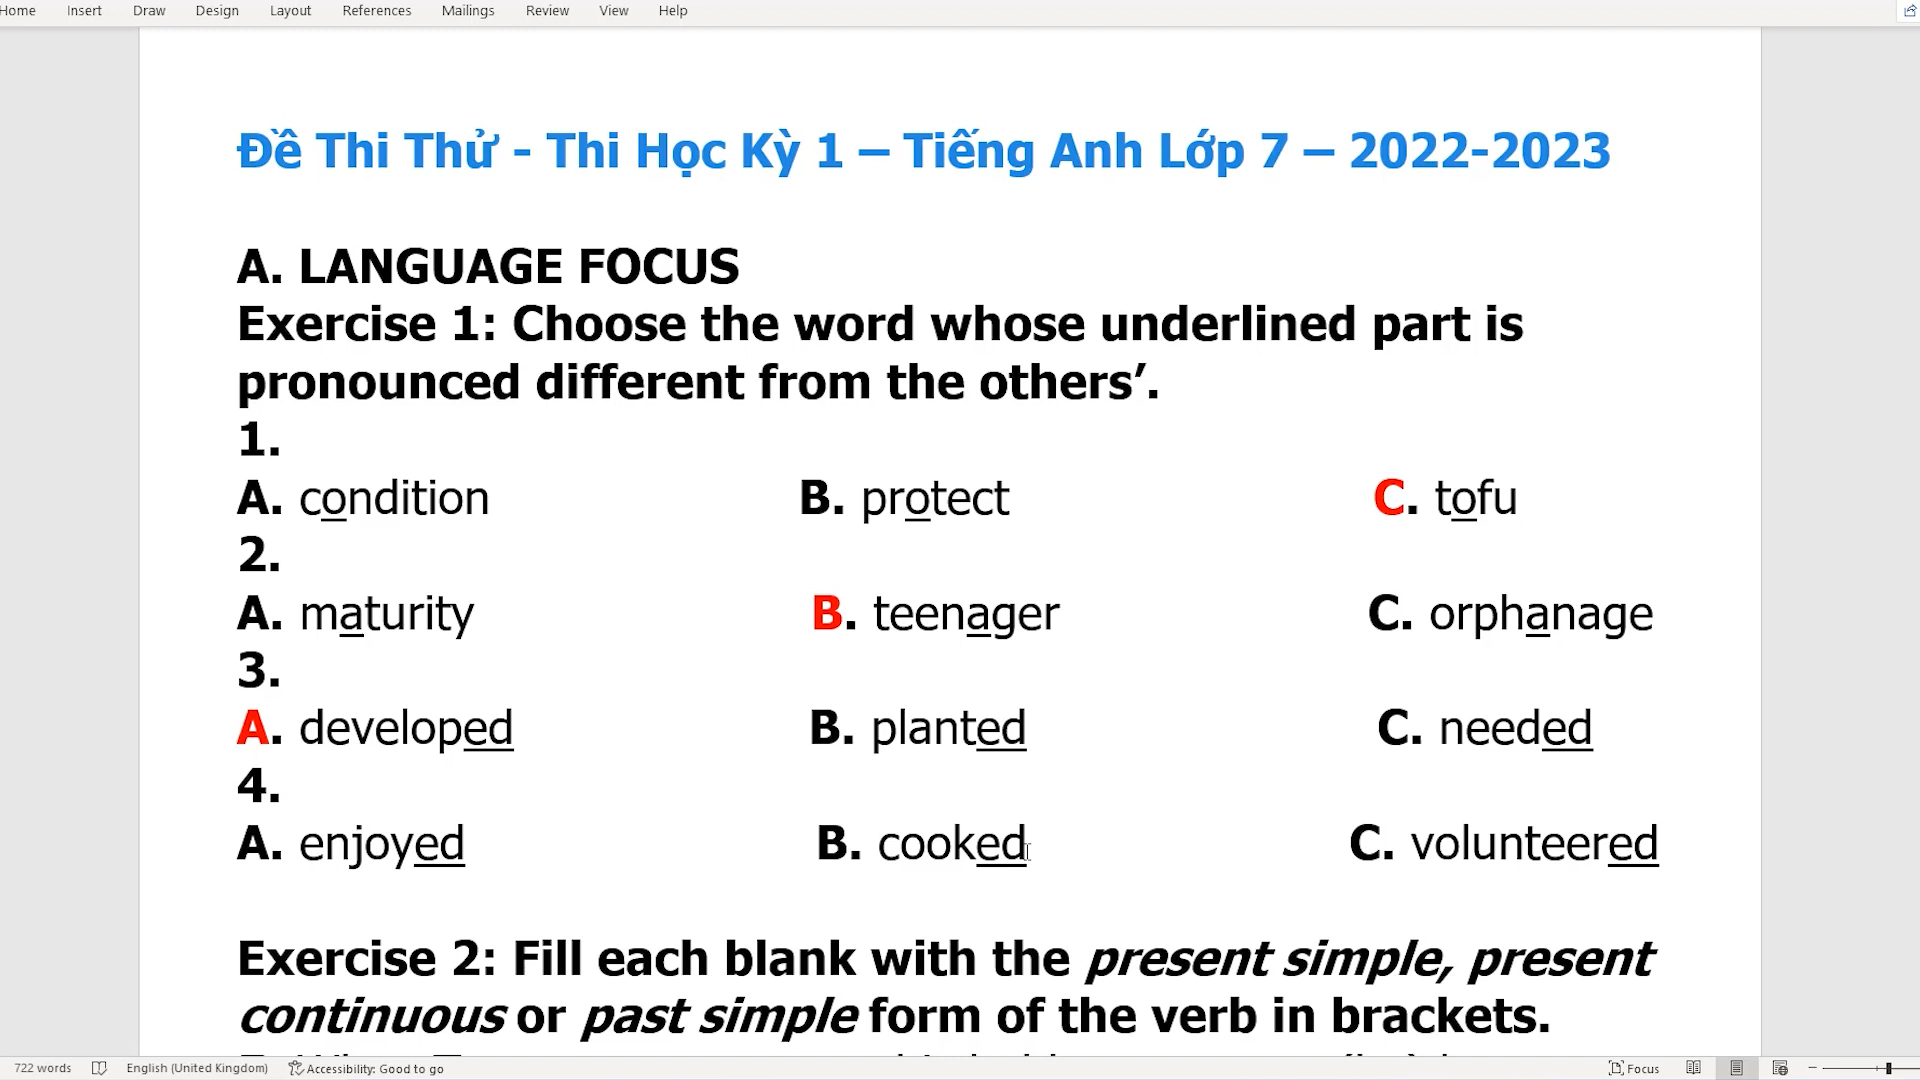 Home Insert Draw Design Layout References Mailings Review View Help
Đề Thi Thử - Thi Học Kỳ 1 – Tiếng Anh Lớp 7 – 2022-2023
A. LANGUAGE FOCUS
Exercise 1: Choose the word whose underlined part is
pronounced different from the others’.
1.
A. condition B. protect C. tofu
2.
A. maturity B. teenager C. orphanage
3.
A. developed B. planted C. needed
4.
A. enjoyed B. cooked C. volunteered
Exercise 2: Fill each blank with the present simple, present
continuous or past simple form of the verb in brackets.
722 words English (United Kingdom) Accessibility: Good to go Focus